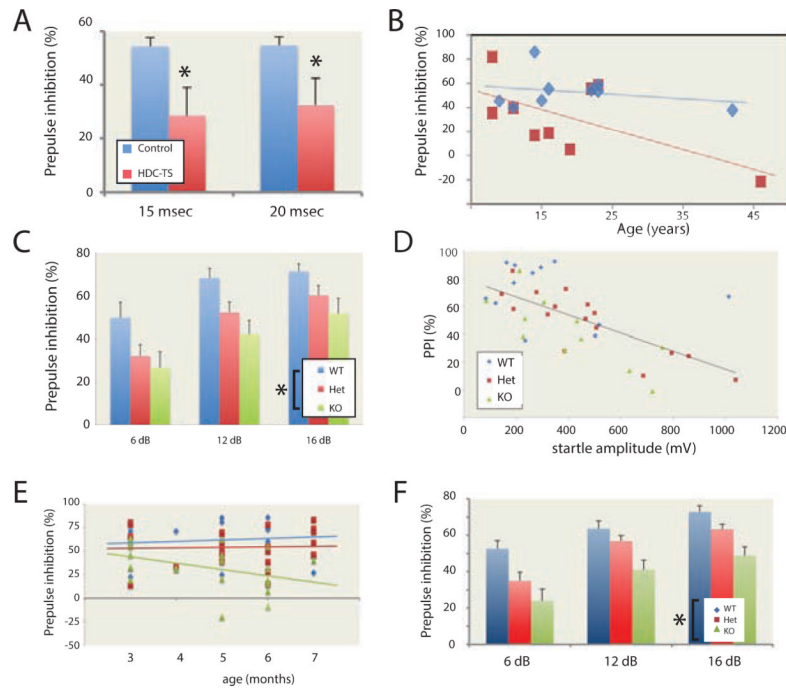 A
Prepulse inhibition (%)
60
40
20
0
*
*
Control
HDC-TS
15 msec
20 msec
B
Prepulse inhibition (%)
100
80
60
40
20
0
-20
15
25
35
45
Age (years)
C
Prepulse inhibition (%)
80
60
40
20
0
*
WT
Het
KO
6 dB
12 dB
16 dB
D
PPI (%)
100
80
60
40
20
0
WT
Het
KO
0
200
400
600
800
1000
1200
startle amplitude (mV)
E
Prepulse inhibition (%)
100
75
50
25
0
-25
-50
3
4
5
6
7
age (months)
F
Prepulse inhibition (%)
80
60
40
20
0
*
WT
Het
KO
6 dB
12 dB
16 dB